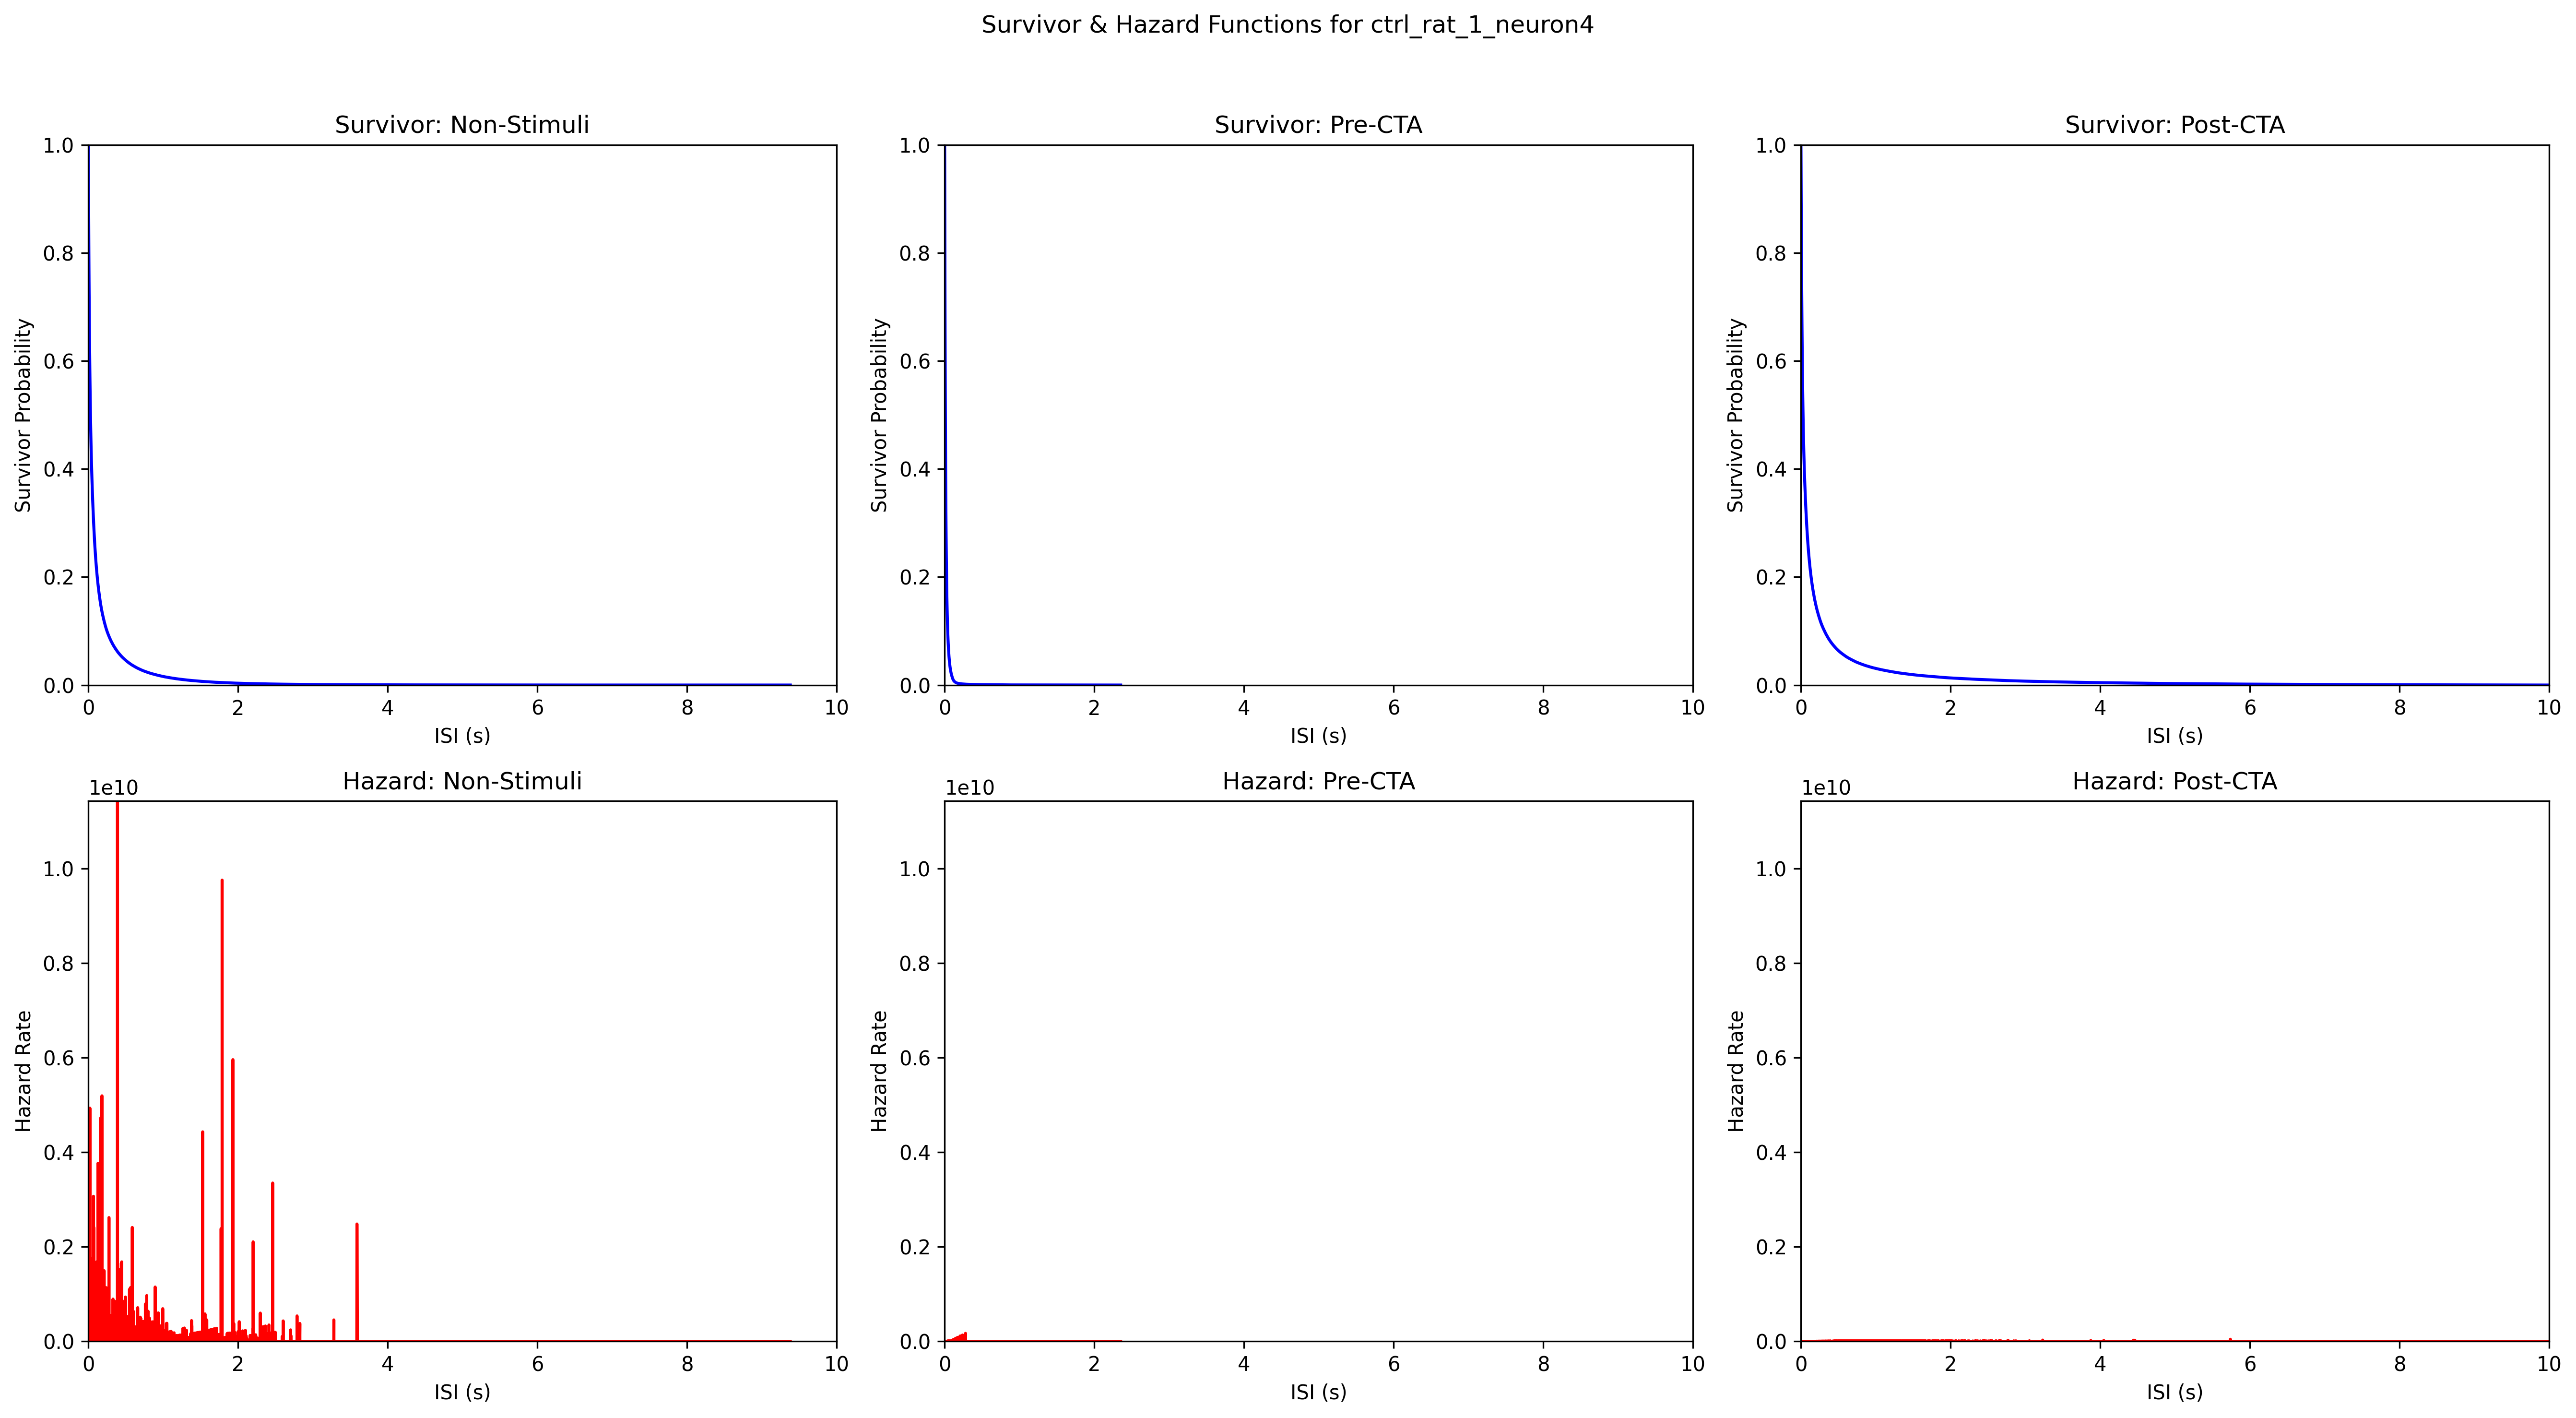 Survivor & Hazard Functions for ctrl_rat_1_neuron4
Survivor: Non-Stimuli
1.0
0.8
0.6
0.4
0.2
0.0
Survivor Probability
0 2 4 6 8 10
ISI (s)
Survivor: Pre-CTA
1.0
0.8
0.6
0.4
0.2
0.0
Survivor Probability
0 2 4 6 8 10
ISI (s)
Survivor: Post-CTA
1.0
0.8
0.6
0.4
0.2
0.0
Survivor Probability
0 2 4 6 8 10
ISI (s)
Hazard: Non-Stimuli
1e10
1.0
0.8
0.6
0.4
0.2
0.0
Hazard Rate
0 2 4 6 8 10
ISI (s)
Hazard: Pre-CTA
1e10
1.0
0.8
0.6
0.4
0.2
0.0
Hazard Rate
0 2 4 6 8 10
ISI (s)
Hazard: Post-CTA
1e10
1.0
0.8
0.6
0.4
0.2
0.0
Hazard Rate
0 2 4 6 8 10
ISI (s)